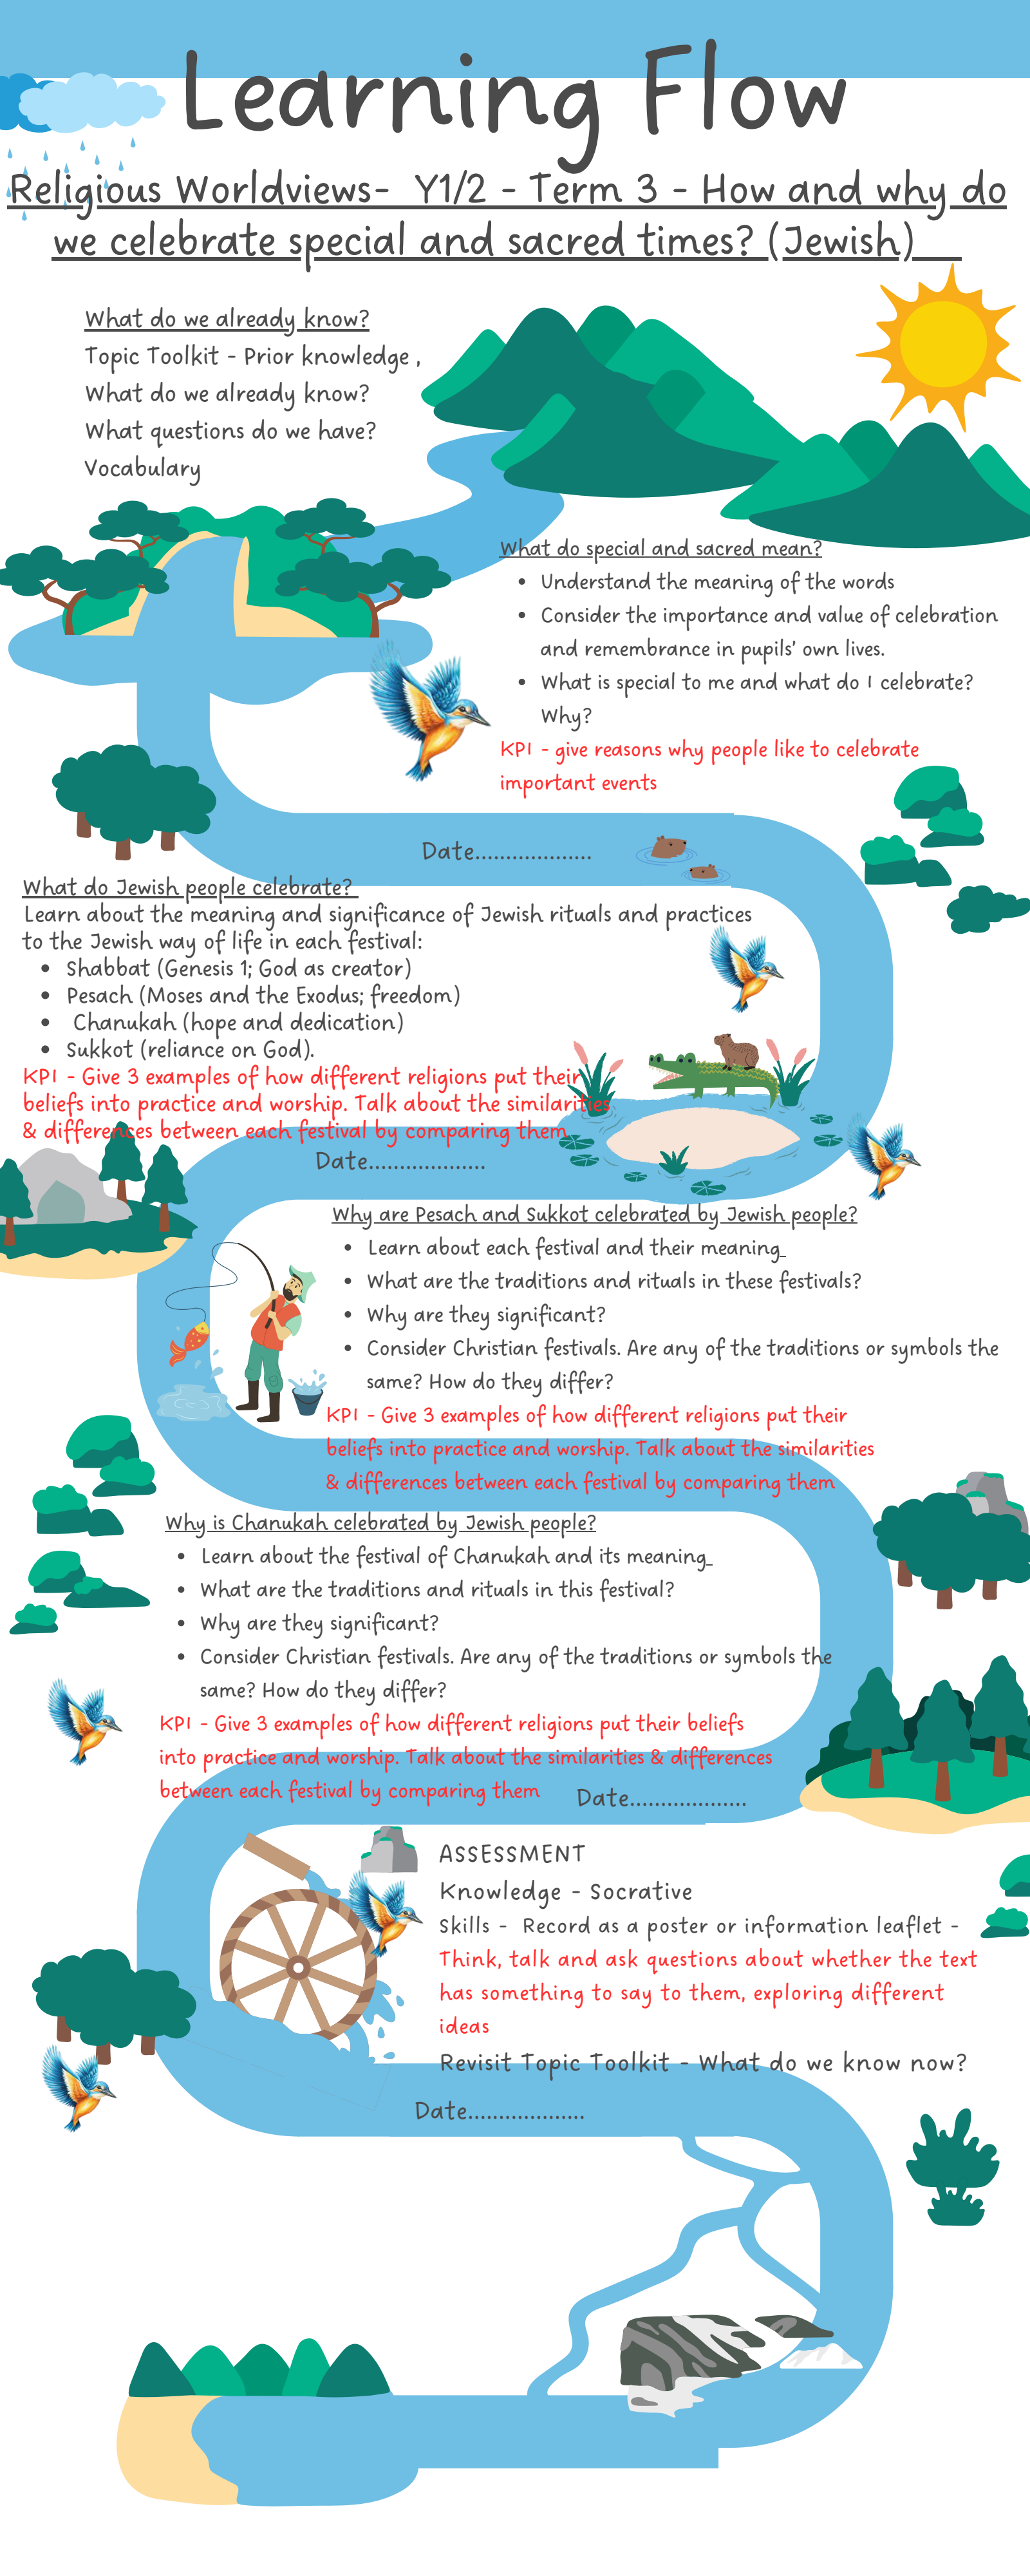 Learning Flow
Religious Worldviews- Y1/2 - Term 3 - How and why do
we celebrate special and sacred times? (Jewish)
What do we already know?
Topic Toolkit - Prior knowledge ,
What do we already know?
What questions do we have?
Vocabulary
What do special and sacred mean?
• Understand the meaning of the words
• Consider the importance and value of celebration
and remembrance in pupils' own lives.
• What is special to me and what do I celebrate?
Why?
KPI - give reasons why people like to celebrate
important events
Date...................
What do Jewish people celebrate?
Learn about the meaning and significance of Jewish rituals and practices
to the Jewish way of life in each festival:
• Shabbat (Genesis 1; God as creator)
• Pesach (Moses and the Exodus; freedom)
• Chanukah (hope and dedication)
• Sukkot (reliance on God).
KPI - Give 3 examples of how different religions put their
beliefs into practice and worship. Talk about the similarities
& differences between each festival by comparing them
Date...................
Why are Pesach and Sukkot celebrated by Jewish people?
• Learn about each festival and their meaning
• What are the traditions and rituals in these festivals?
• Why are they significant?
• Consider Christian festivals. Are any of the traditions or symbols the
same? How do they differ?
KPI - Give 3 examples of how different religions put their
beliefs into practice and worship. Talk about the similarities
& differences between each festival by comparing them
Why is Chanukah celebrated by Jewish people?
• Learn about the festival of Chanukah and its meaning
• What are the traditions and rituals in this festival?
• Why are they significant?
• Consider Christian festivals. Are any of the traditions or symbols the
same? How do they differ?
KPI - Give 3 examples of how different religions put their beliefs
into practice and worship. Talk about the similarities & differences
between each festival by comparing them
Date...................
ASSESSMENT
Knowledge - Socrative
Skills - Record as a poster or information leaflet -
Think, talk and ask questions about whether the text
has something to say to them, exploring different
ideas
Revisit Topic Toolkit - What do we know now?
Date...................